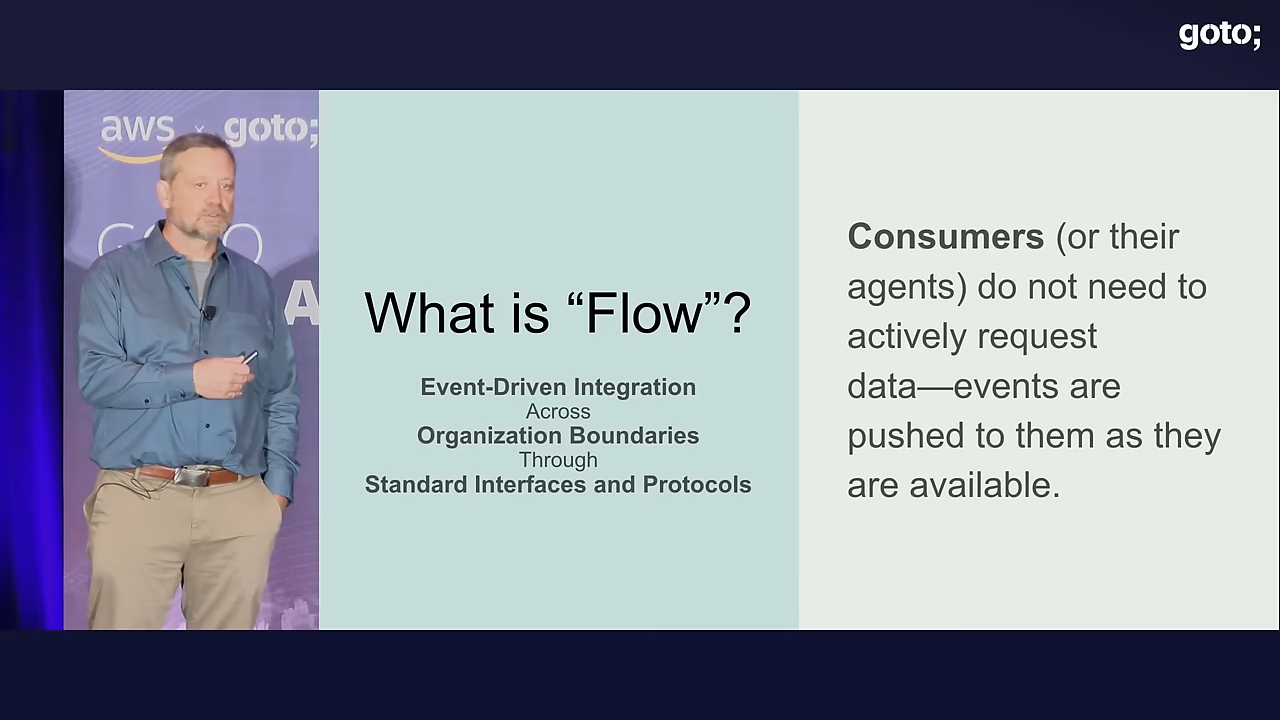 goto;
aws x goto;
GOTO
A
What is “Flow”?
Event-Driven Integration
Across
Organization Boundaries
Through
Standard Interfaces and Protocols
Consumers (or their
agents) do not need to
actively request
data—events are
pushed to them as they
are available.